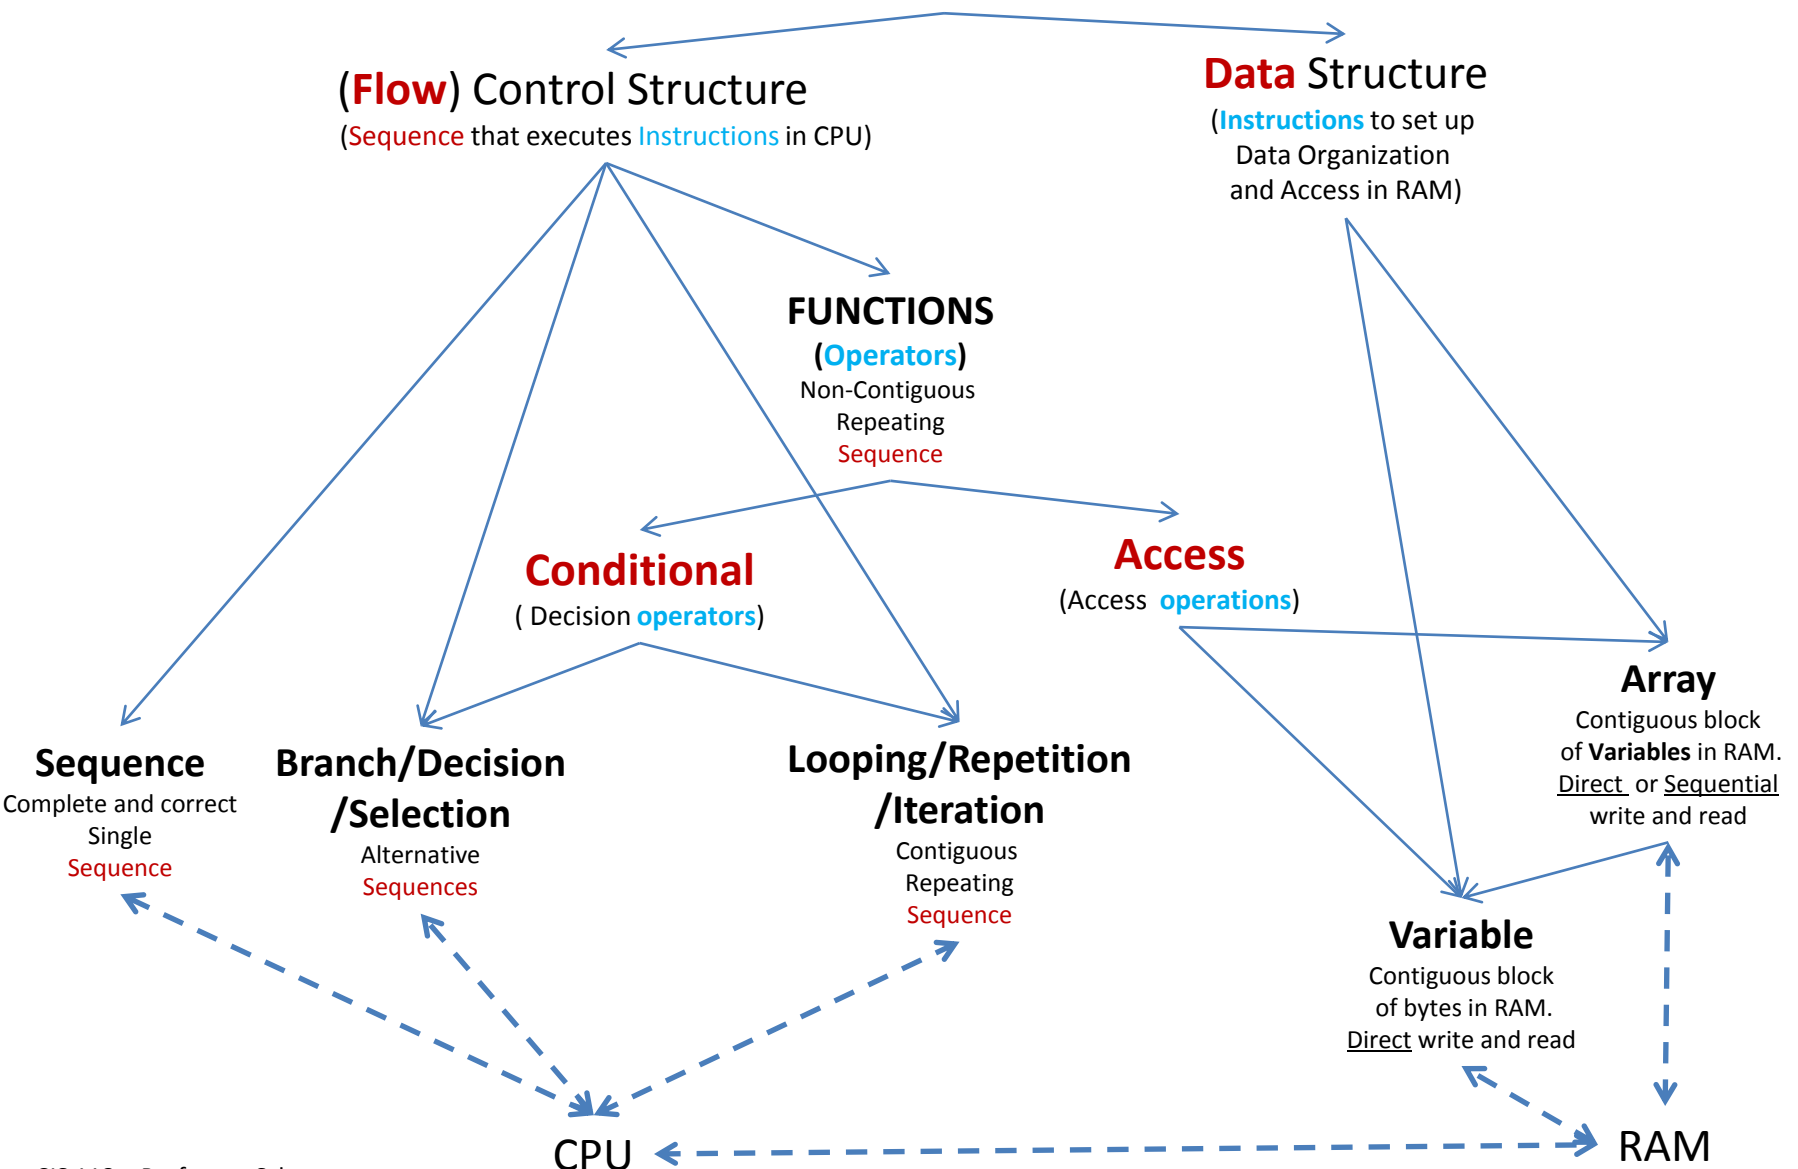 (Flow) Control Structure
(Sequence that executes Instructions in CPU)
Data Structure
(Instructions to set up
Data Organization
and Access in RAM)
FUNCTIONS
(Operators)
Non-Contiguous
Repeating
Sequence
Conditional
( Decision operators)
Access
(Access operations)
Sequence
Complete and correct
Single
Sequence
Branch/Decision
/Selection
Alternative
Sequences
Looping/Repetition
/Iteration
Contiguous
Repeating
Sequence
Array
Contiguous block
of Variables in RAM.
Direct or Sequential
write and read
Variable
Contiguous block
of bytes in RAM.
Direct write and read
CPU
RAM